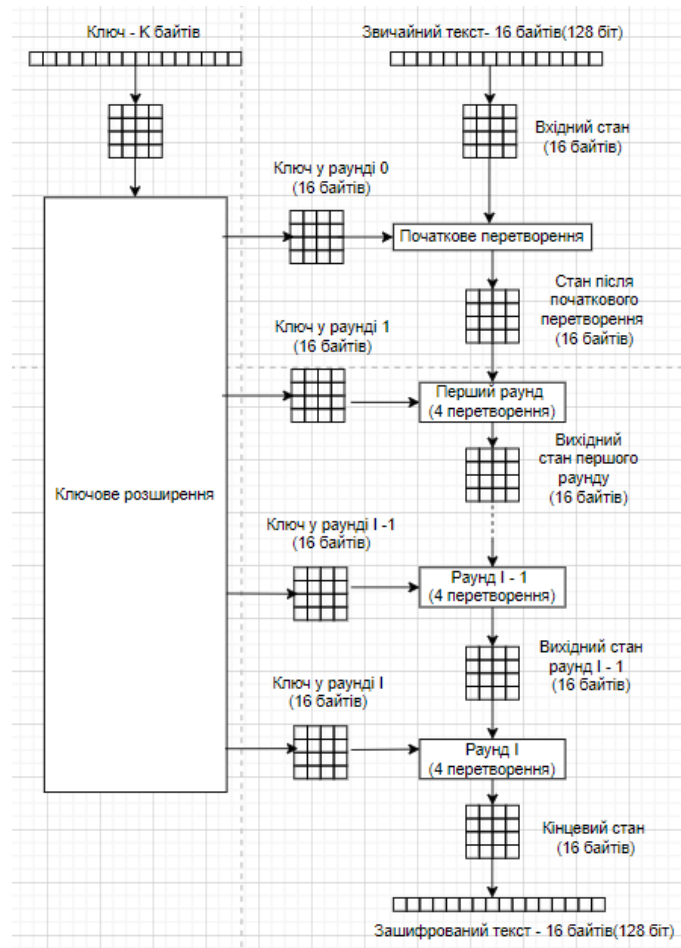 Ключ - K байтів
Звичайний текст- 16 байтів(128 біт)
Вхідний стан
(16 байтів)
Ключ у раунді 0
(16 байтів)
Початкове перетворення
Стан після
початкового
перетворення
(16 байтів)
Ключ у раунді 1
(16 байтів)
Перший раунд
(4 перетворення)
Вихідний
стан першого
раунду
(16 байтів)
Ключове розширення
Ключ у раунді I -1
(16 байтів)
Раунд I - 1
(4 перетворення)
Вихідний стан
раунд I - 1
(16 байтів)
Ключ у раунді I
(16 байтів)
Раунд I
(4 перетворення)
Кінцевий стан
(16 байтів)
Зашифрований текст - 16 байтів(128 біт)